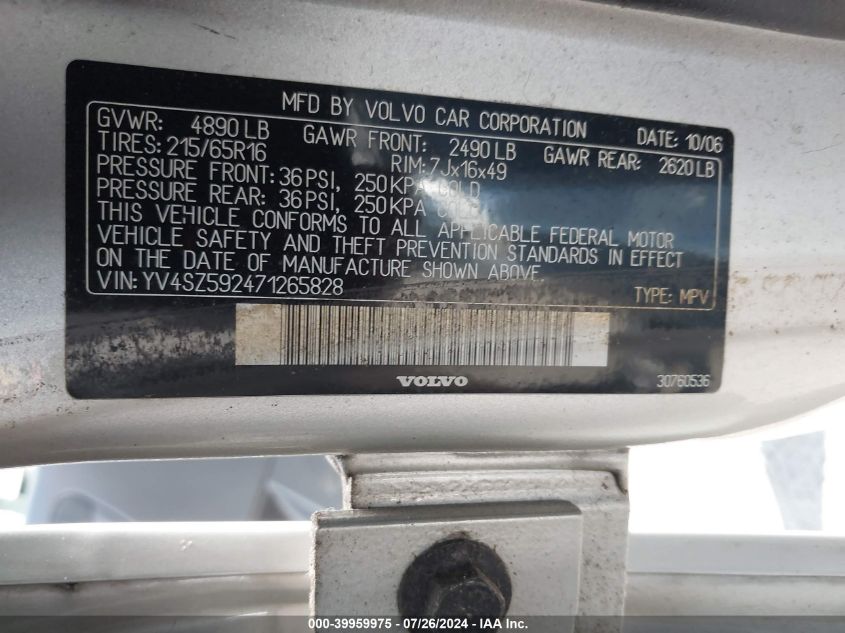 MFD BY VOLVO CAR CORPORATION
GVWR: 4890 LB GAWR FRONT: 2490 LB DATE: 10/06
TIRES: 215/65R16 RIM: 7Jx16x49 GAWR REAR: 2620 LB
PRESSURE FRONT: 36 PSI, 250 KPA COLD
PRESSURE REAR: 36 PSI, 250 KPA COLD
THIS VEHICLE CONFORMS TO ALL APPLICABLE FEDERAL MOTOR
VEHICLE SAFETY AND THEFT PREVENTION STANDARDS IN EFFECT
ON THE DATE OF MANUFACTURE SHOWN ABOVE.
VIN: YV4SZ592471265828 TYPE: MPV
VOLVO 30760536
CONS-39959975 - 07/26/2024 - IAA Inc.